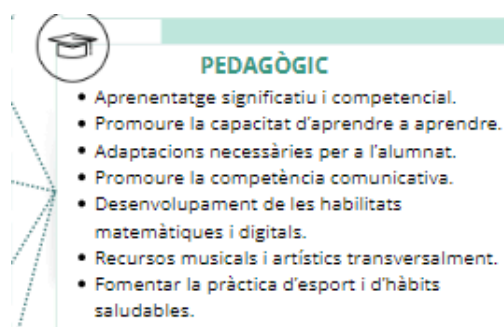 PEDAGÒGIC
• Aprenentatge significatiu i competencial.
• Promoure la capacitat d'aprendre a aprendre.
• Adaptacions necessàries per a l'alumnat.
• Promoure la competència comunicativa.
• Desenvolupament de les habilitats
matemàtiques i digitals.
• Recursos musicals i artístics transversalment.
• Fomentar la pràctica d'esport i d'hàbits
saludables.